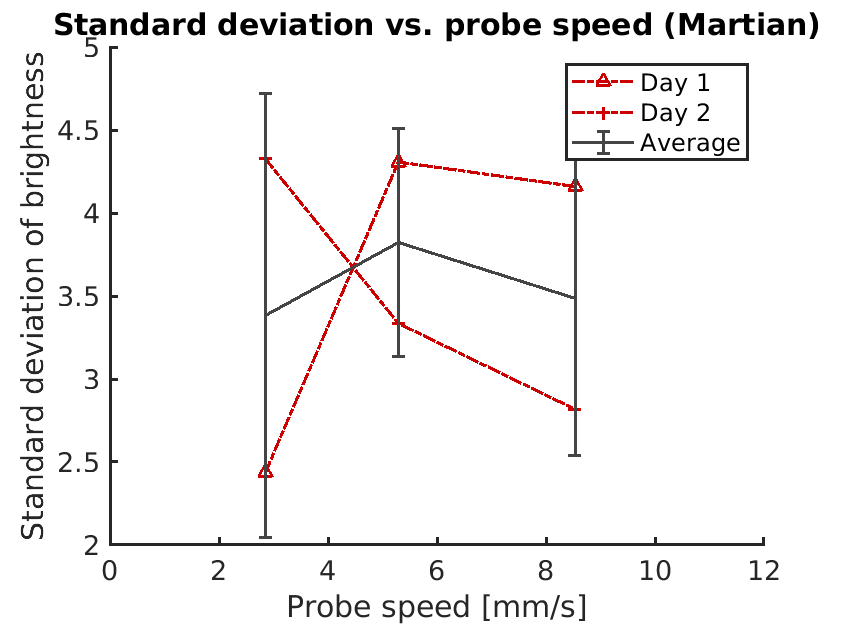 Standard deviation vs. probe speed (Martian)
Standard deviation of brightness
5
4.5
4
3.5
3
2.5
2
0 2 4 6 8 10 12
Probe speed [mm/s]
Day 1
Day 2
Average